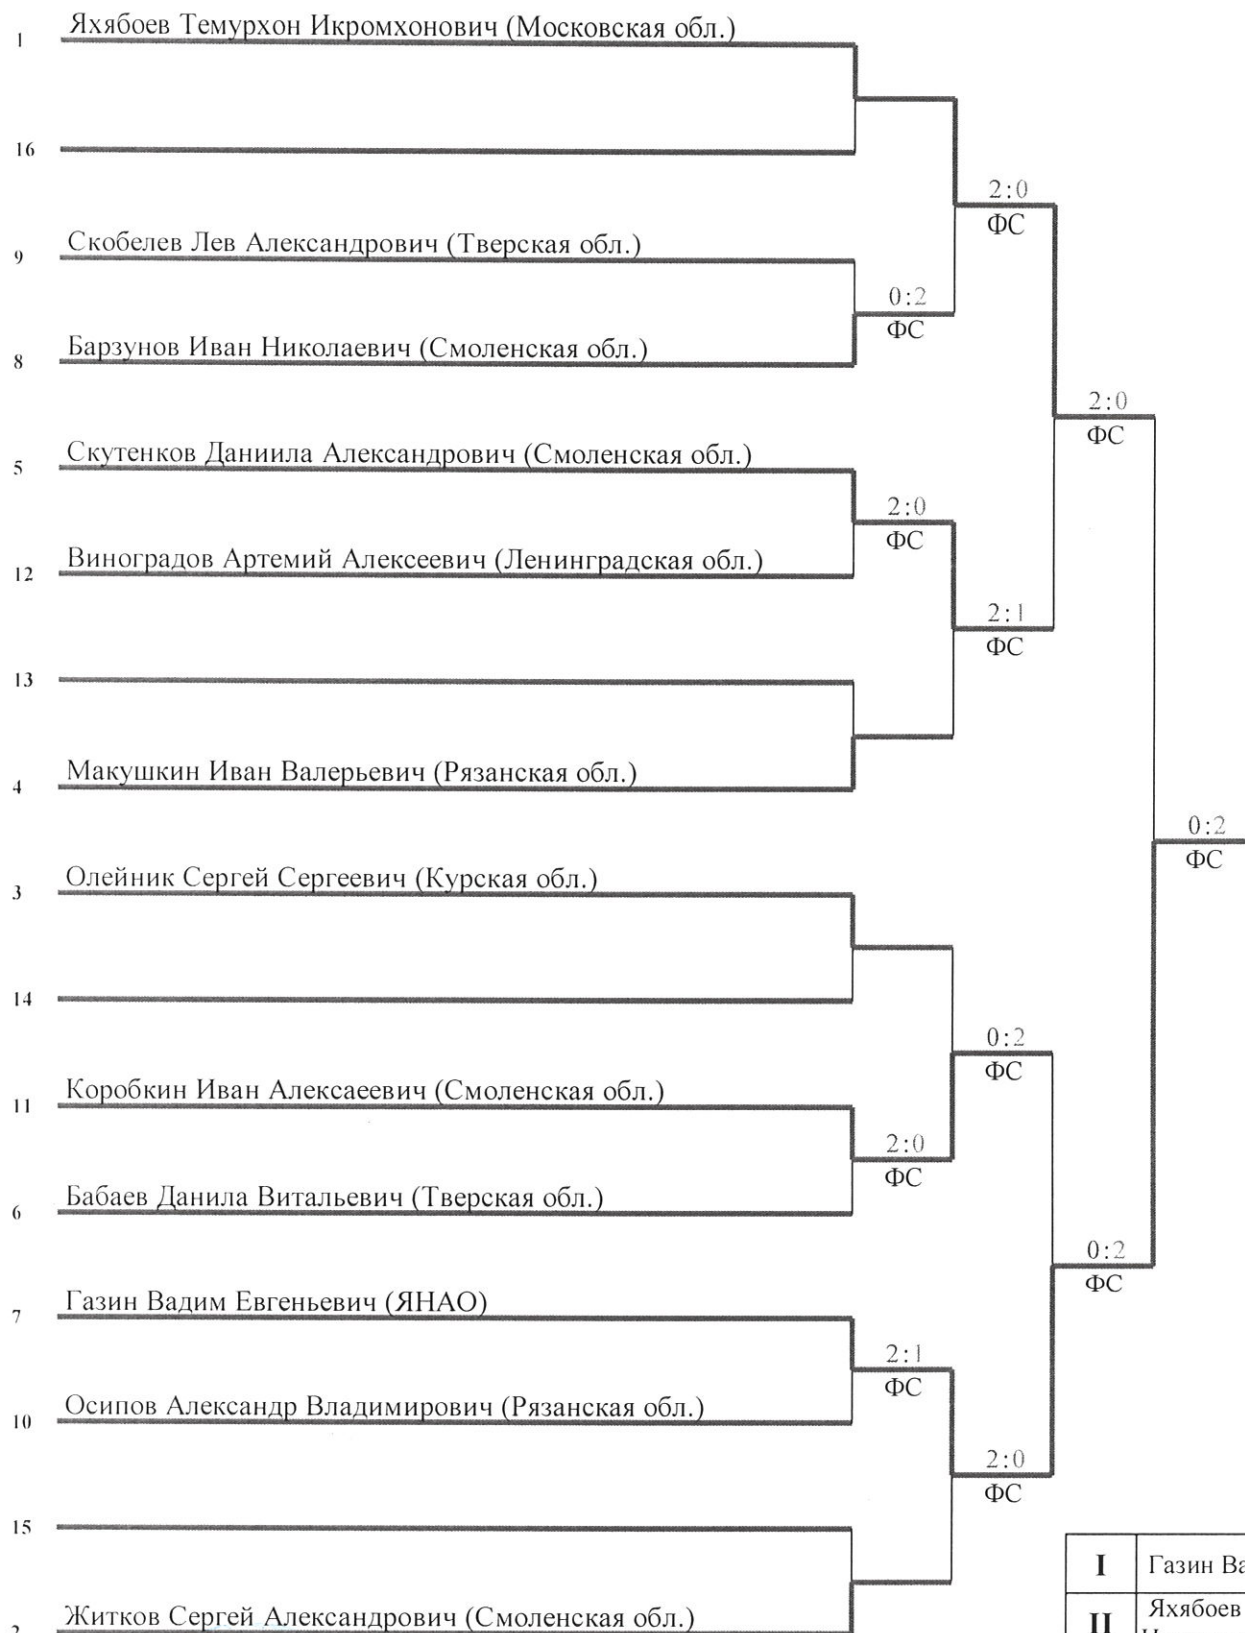 1 Яхябоев Темурхон Икромхонович (Московская обл.)
16
2:0
ФС
9 Скобелев Лев Александрович (Тверская обл.)
0:2
ФС
8 Барзунов Иван Николаевич (Смоленская обл.)
2:0
ФС
5 Скутенков Даниила Александрович (Смоленская обл.)
2:0
ФС
12 Виноградов Артемий Алексеевич (Ленинградская обл.)
2:1
ФС
13
4 Макушкин Иван Валерьевич (Рязанская обл.)
0:2
ФС
3 Олейник Сергей Сергеевич (Курская обл.)
14
0:2
ФС
11 Коробкин Иван Алексаеевич (Смоленская обл.)
2:0
ФС
6 Бабаев Данила Витальевич (Тверская обл.)
0:2
ФС
7 Газин Вадим Евгеньевич (ЯНАО)
2:1
ФС
10 Осипов Александр Владимирович (Рязанская обл.)
2:0
ФС
15
I Газин Ва
Житков Сергей Александрович (Смоленская обл.)
II Яхябоев